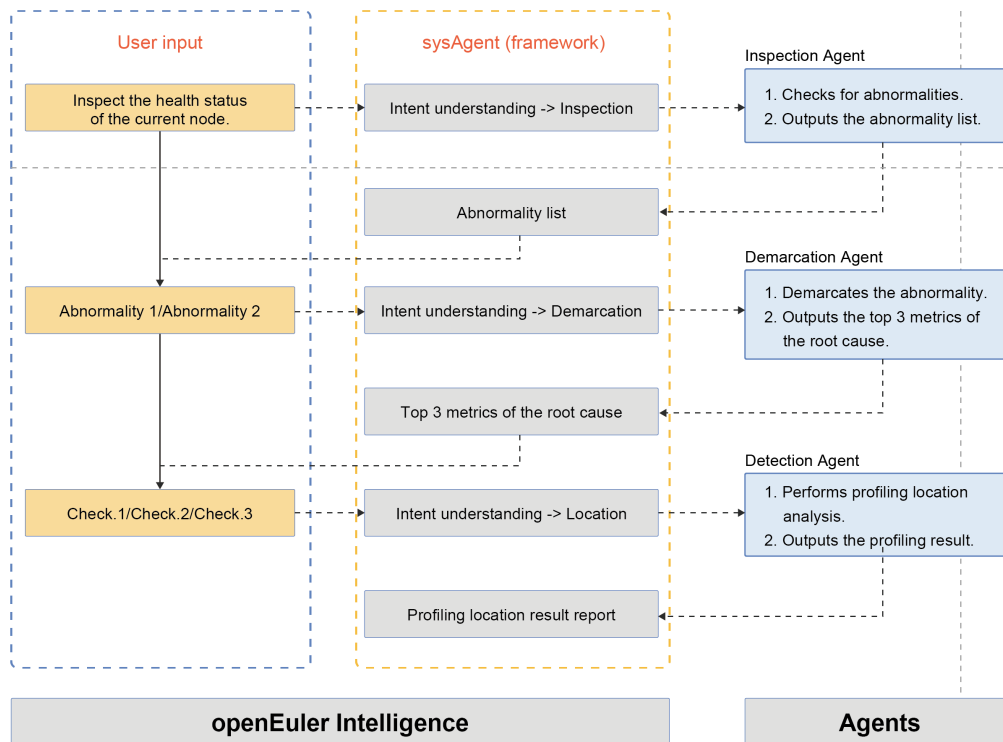 User input
sysAgent (framework)
Inspection Agent
Inspect the health status
of the current node.
Intent understanding -> Inspection
1. Checks for abnormalities.
2. Outputs the abnormality list.
Abnormality list
Demarcation Agent
Abnormality 1/Abnormality 2
Intent understanding -> Demarcation
1. Demarcates the abnormality.
2. Outputs the top 3 metrics of
the root cause.
Top 3 metrics of the root cause
Detection Agent
Check.1/Check.2/Check.3
Intent understanding -> Location
1. Performs profiling location
analysis.
2. Outputs the profiling result.
Profiling location result report
openEuler Intelligence
Agents